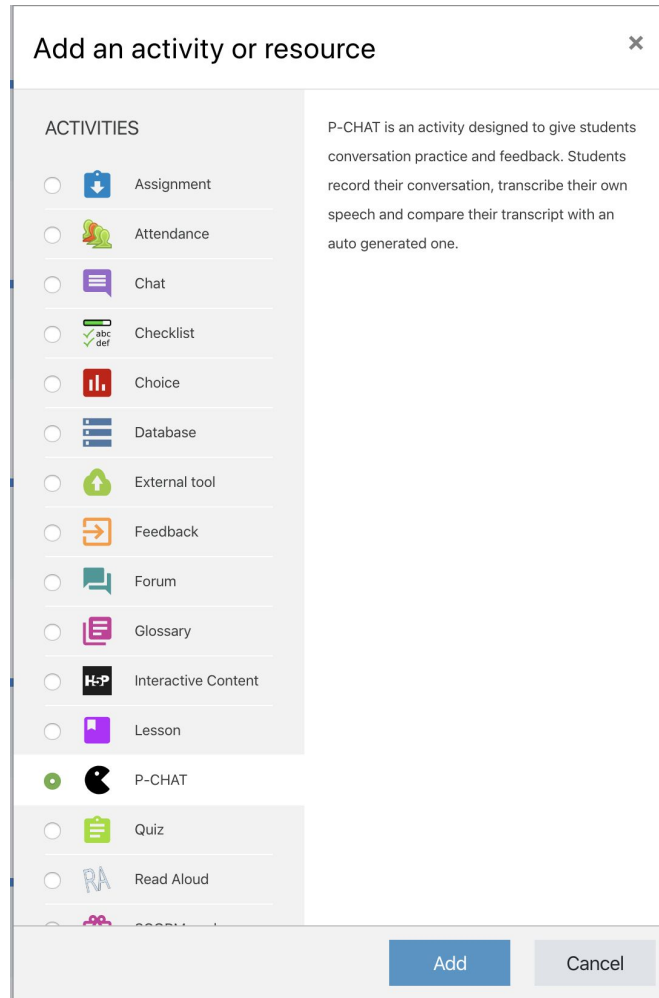 Add an activity or resource ×
ACTIVITIES
Assignment
Attendance
Chat
abc
def
Checklist
Choice
Database
External tool
Feedback
Forum
Glossary
H5P
Interactive Content
Lesson
P-CHAT
Quiz
RA
Read Aloud
P-CHAT is an activity designed to give students
conversation practice and feedback. Students
record their conversation, transcribe their own
speech and compare their transcript with an
auto generated one.
Add
Cancel